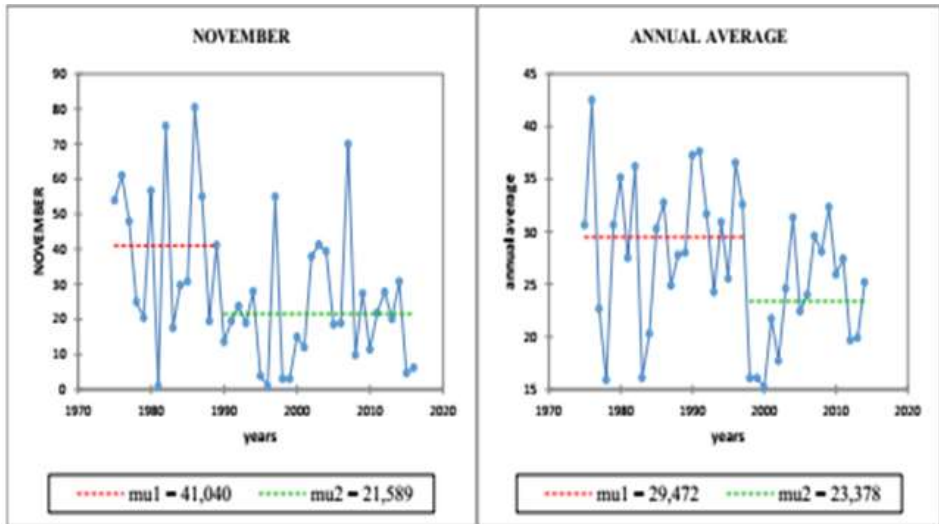 NOVEMBER
90
80
70
60
50
40
30
20
10
0
NOVEMBER
1970 1980 1990 2000 2010 2020
years
mu1 = 41,040 mu2 = 21,589
ANNUAL AVERAGE
45
40
35
30
25
20
15
annual average
1970 1980 1990 2000 2010 2020
years
mu1 = 29,472 mu2 = 23,378